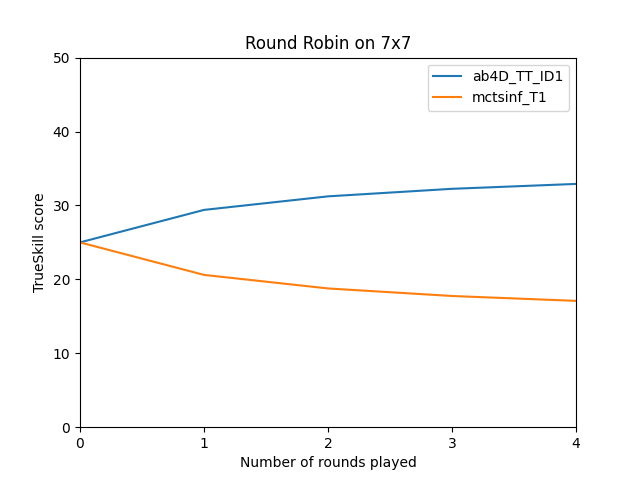 Round Robin on 7x7
ab4D_TT_ID1
mctsinf_T1
TrueSkill score
50
40
30
20
10
0
0 1 2 3 4
Number of rounds played